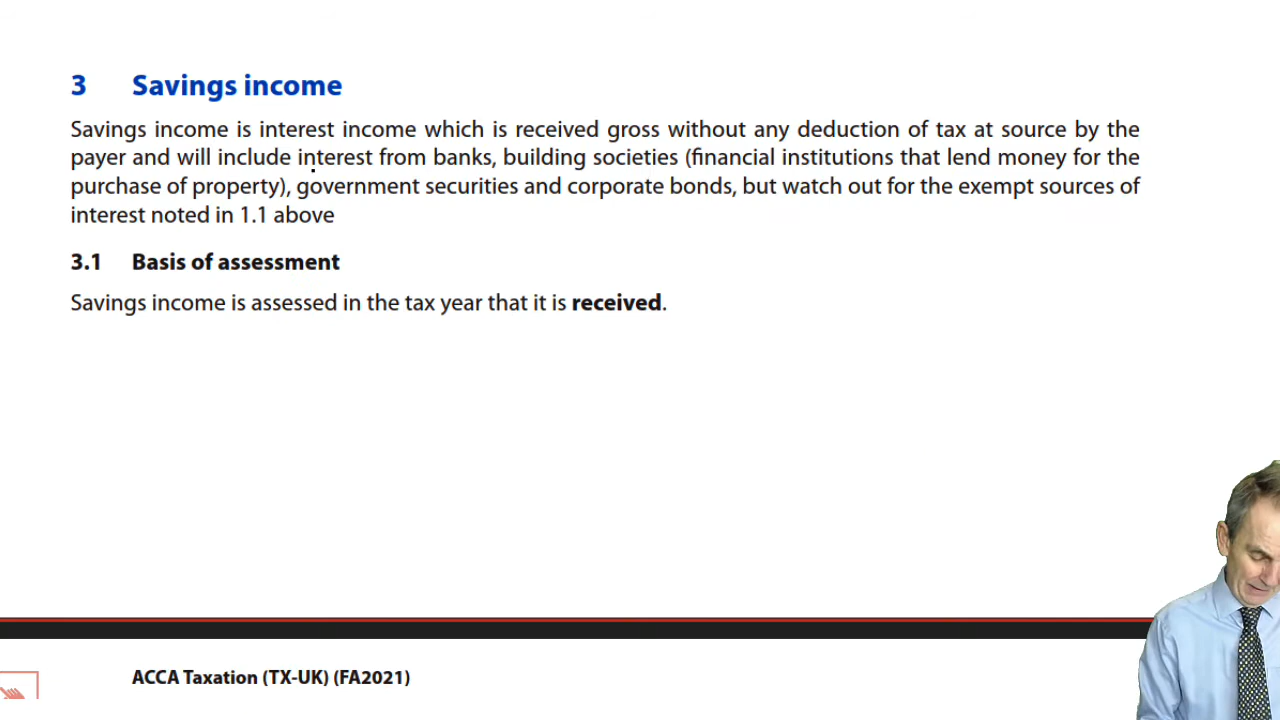 3 Savings income
Savings income is interest income which is received gross without any deduction of tax at source by the
payer and will include interest from banks, building societies (financial institutions that lend money for the
purchase of property), government securities and corporate bonds, but watch out for the exempt sources of
interest noted in 1.1 above
3.1 Basis of assessment
Savings income is assessed in the tax year that it is received.
ACCA Taxation (TX-UK) (FA2021)